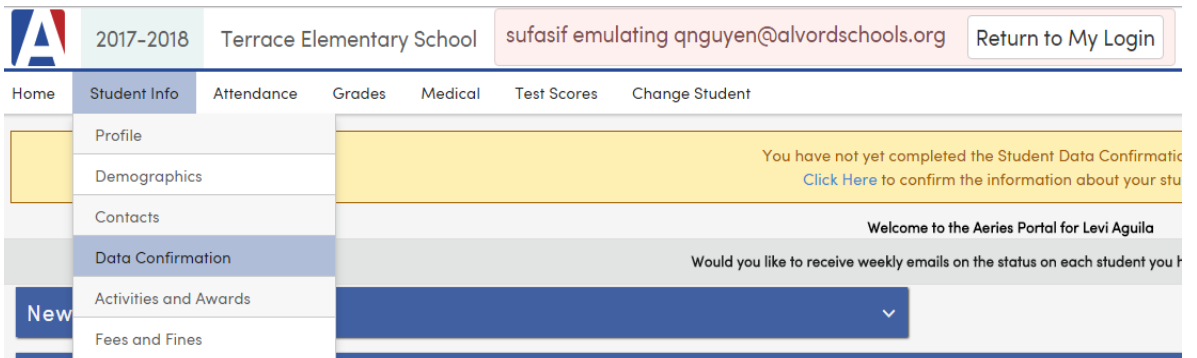 2017-2018 Terrace Elementary School sufasif emulating qnguyen@alvordschools.org Return to My Login
Home Student Info Attendance Grades Medical Test Scores Change Student
Profile
You have not yet completed the Student Data
Demographics
Click Here to confirm the information about your
Contacts
Welcome to the Aeries Portal for Levi Aguila
Data Confirmation
Would you like to receive weekly emails on the status on each student you
Activities and Awards
New
Fees and Fines